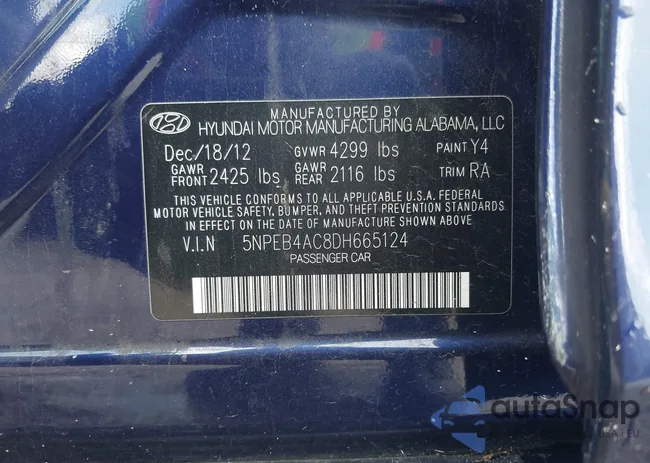 MANUFACTURED BY
HYUNDAI MOTOR MANUFACTURING ALABAMA, LLC
Dec/18/12 GVWR 4299 lbs PAINT Y4
GAWR FRONT 2425 lbs GAWR REAR 2116 lbs TRIM RA
THIS VEHICLE CONFORMS TO ALL APPLICABLE U.S.A. FEDERAL
MOTOR VEHICLE SAFETY, BUMPER, AND THEFT PREVENTION STANDARDS
IN EFFECT ON THE DATE OF MANUFACTURE SHOWN ABOVE.
V.I.N 5NPEB4AC8DH665124
PASSENGER CAR
autoSnap
USA EU